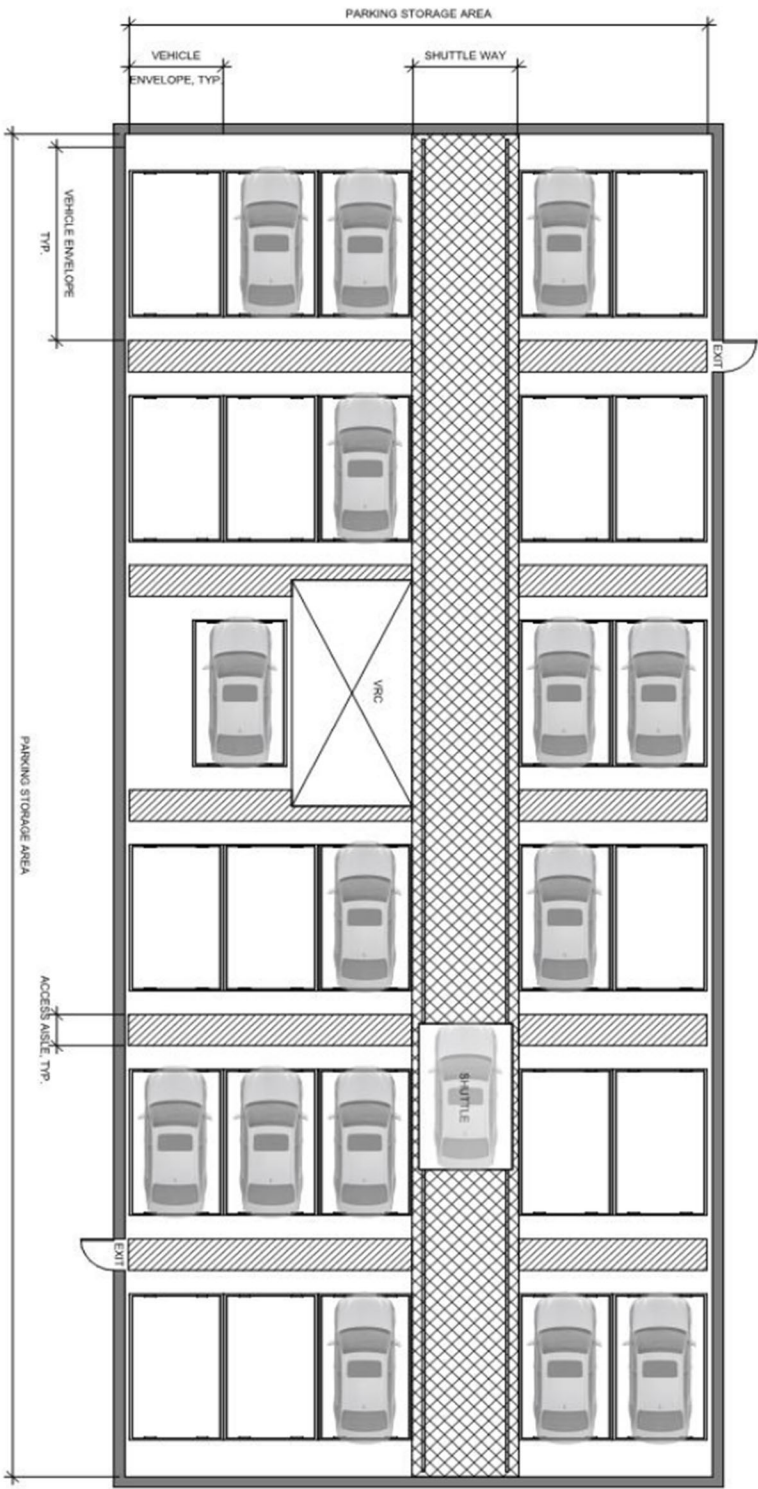 PARKING STORAGE AREA
VEHICLE
ENVELOPE, TYP.
SHUTTLE WAY
VEHICLE ENVELOPE
TYP.
EXIT
VRC
PARKING STORAGE AREA
ACCESS AISLE, TYP.
SHUTTLE
EXIT